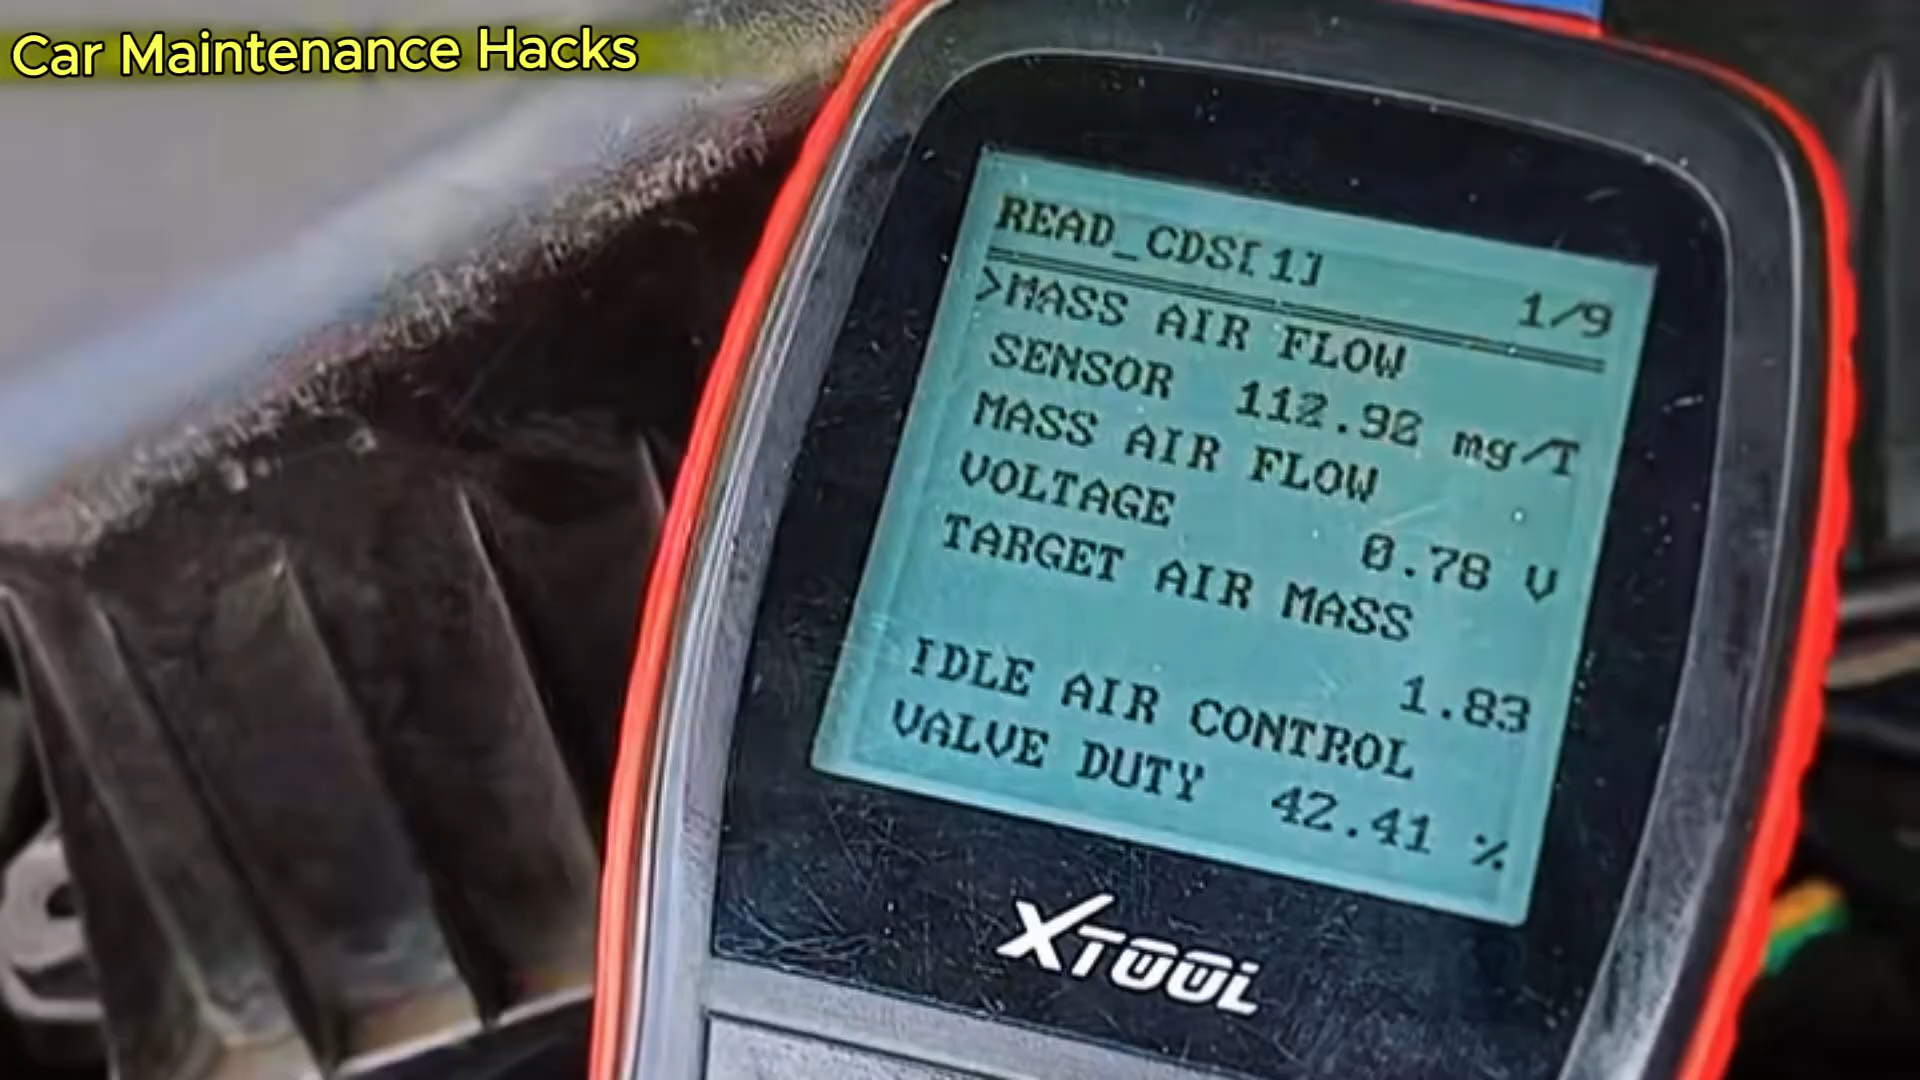 Car Maintenance Hacks
READ_CDS[1]
1/9
>MASS AIR FLOW
SENSOR 112.92 mg/T
MASS AIR FLOW
VOLTAGE 0.78 V
TARGET AIR MASS
1.83
IDLE AIR CONTROL
VALVE DUTY 42.41 %
XTOOL